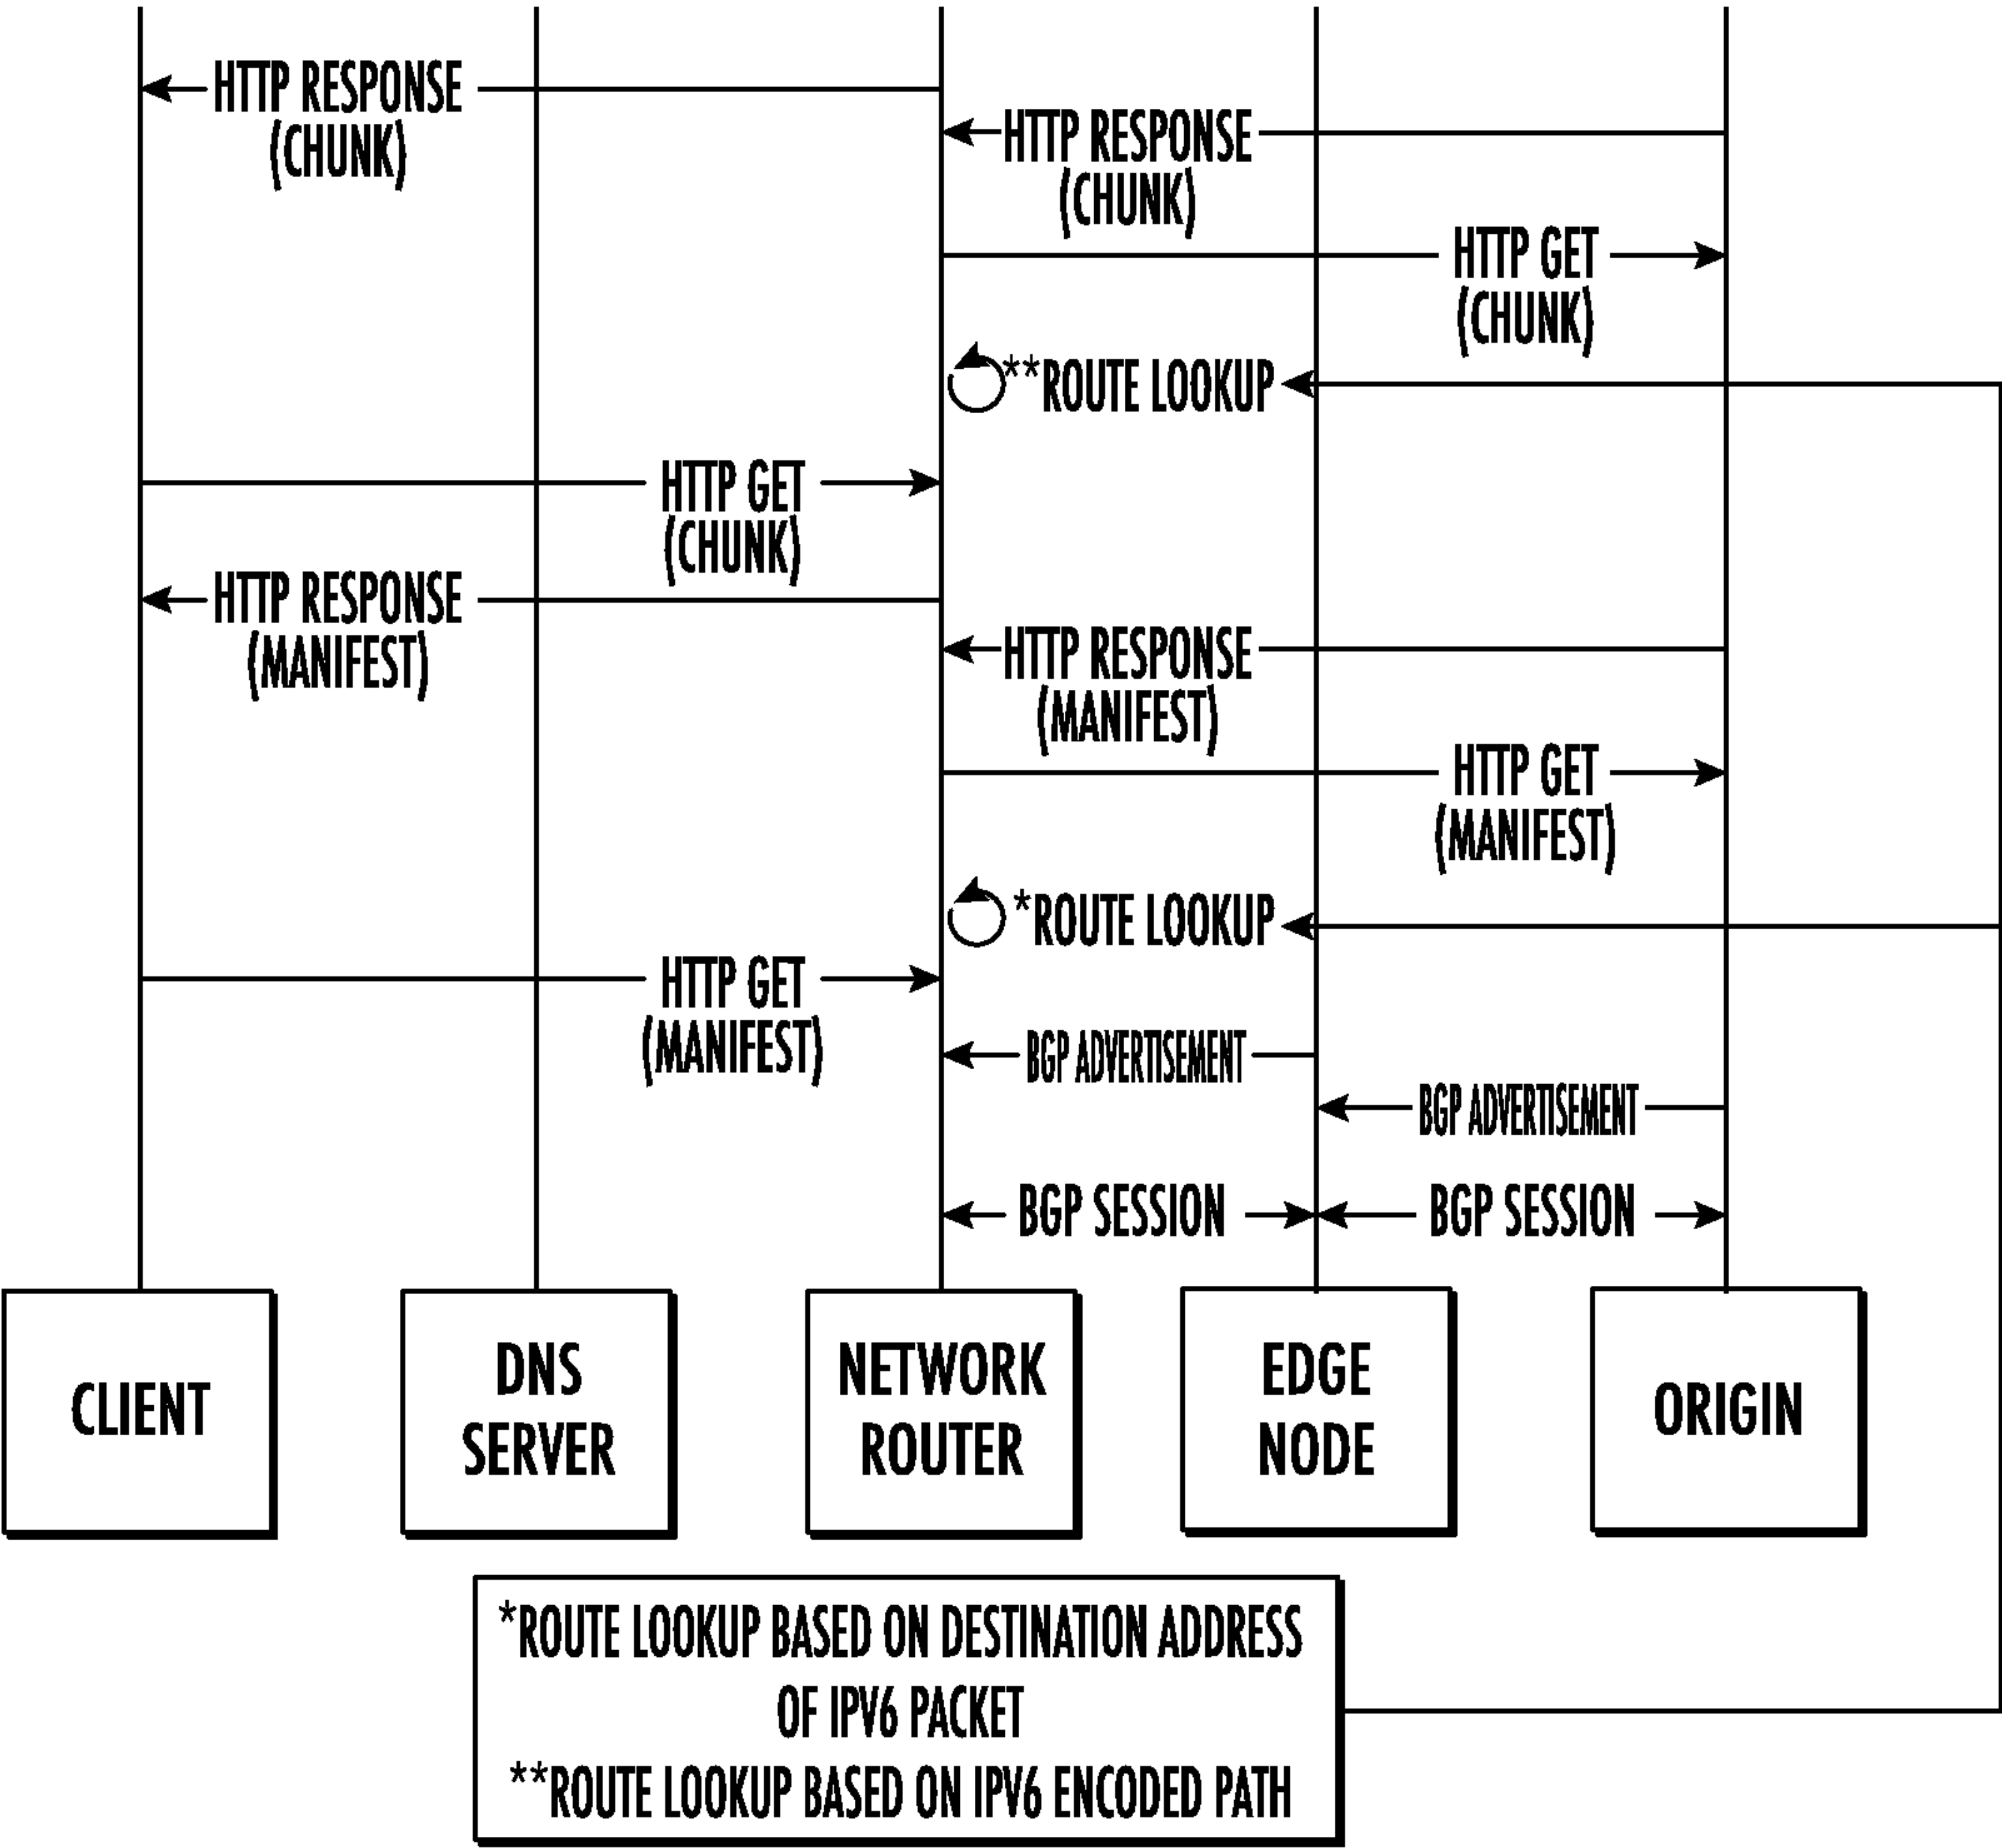 HTTP RESPONSE
(CHUNK)
HTTP RESPONSE
(CHUNK)
HTTP GET
(CHUNK)
**ROUTE LOOKUP
HTTP GET
(CHUNK)
HTTP RESPONSE
(MANIFEST)
HTTP RESPONSE
(MANIFEST)
HTTP GET
(MANIFEST)
*ROUTE LOOKUP
HTTP GET
(MANIFEST)
BGP ADVERTISEMENT
BGP ADVERTISEMENT
BGP SESSION
BGP SESSION
CLIENT
DNS
SERVER
NETWORK
ROUTER
EDGE
NODE
ORIGIN
*ROUTE LOOKUP BASED ON DESTINATION ADDRESS
OF IPV6 PACKET
**ROUTE LOOKUP BASED ON IPV6 ENCODED PATH